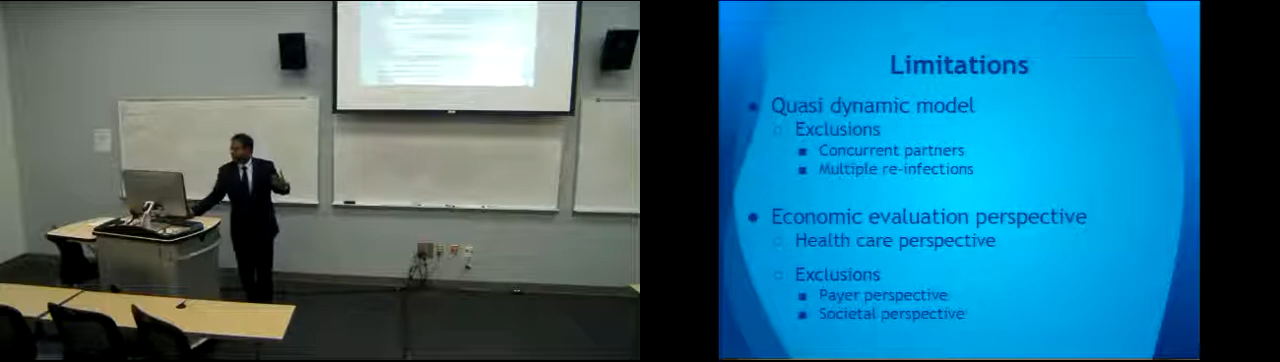 Limitations
Quasi dynamic model
Exclusions
Concurrent partners
Multiple re-infections
Economic evaluation perspective
Health care perspective
Exclusions
Payer perspective
Societal perspective